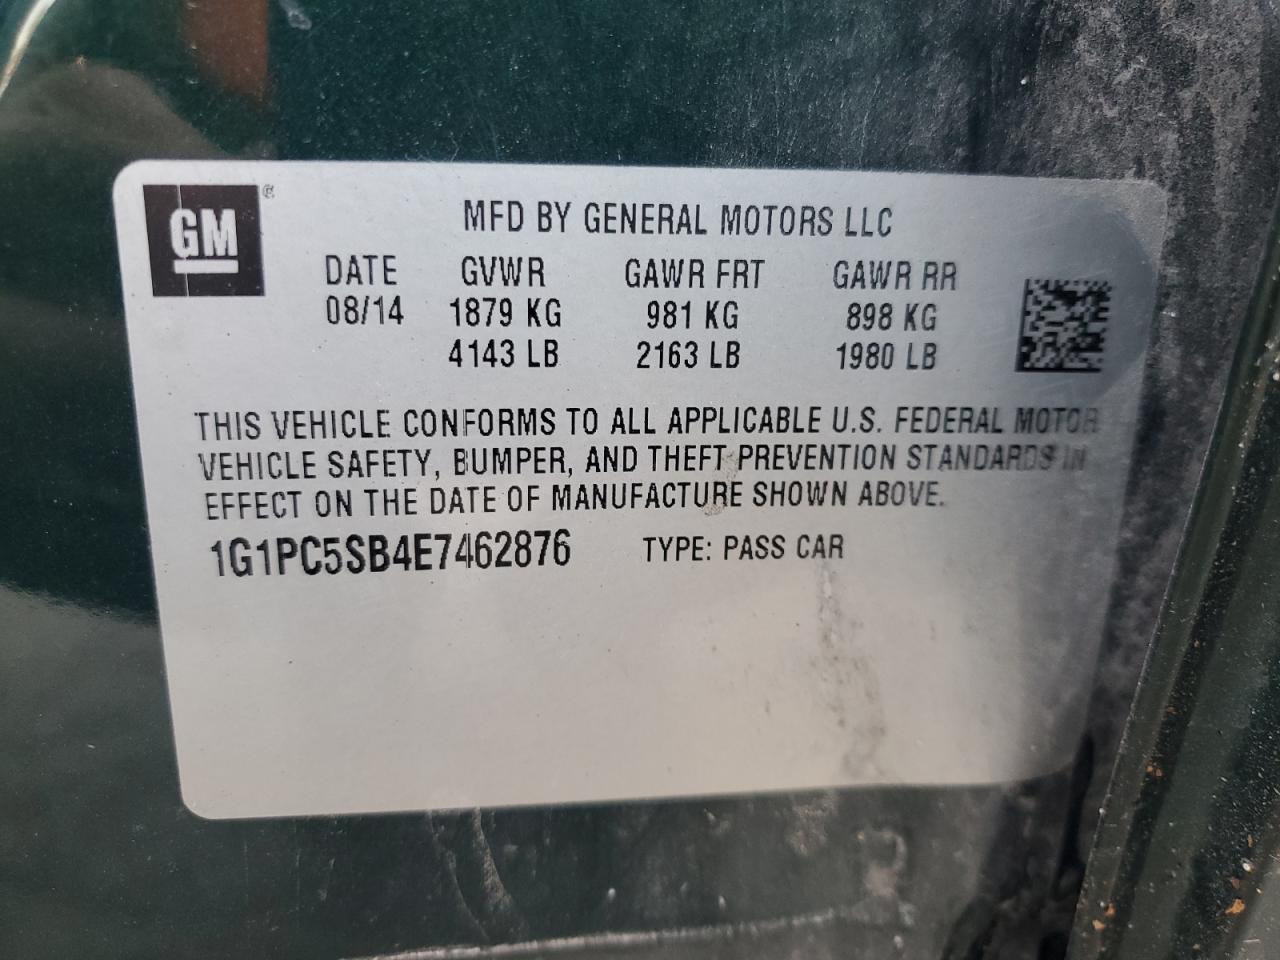 GM®
MFD BY GENERAL MOTORS LLC
DATE GVWR GAWR FRT GAWR RR
08/14 1879 KG 981 KG 898 KG
4143 LB 2163 LB 1980 LB
THIS VEHICLE CONFORMS TO ALL APPLICABLE U.S. FEDERAL MOTOR
VEHICLE SAFETY, BUMPER, AND THEFT PREVENTION STANDARDS IN
EFFECT ON THE DATE OF MANUFACTURE SHOWN ABOVE.
1G1PC5SB4E7462876 TYPE: PASS CAR